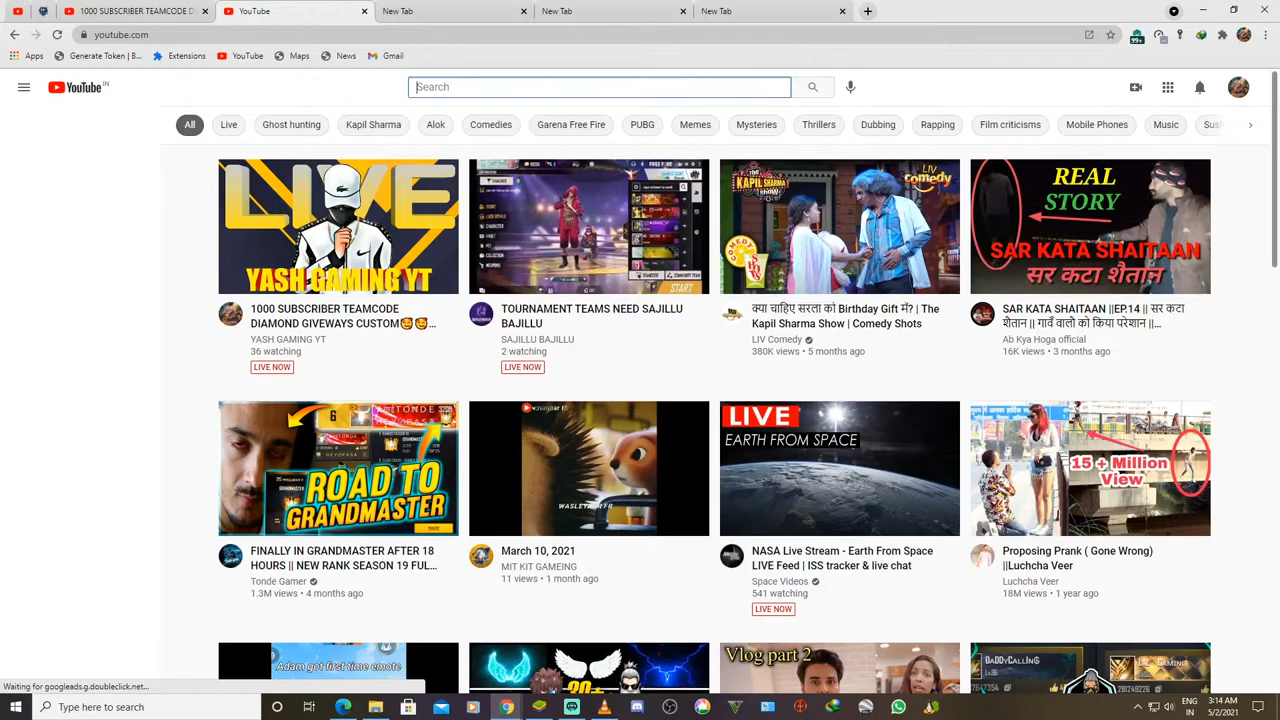 1000 SUBSCRIBER TEAMCODE D
YouTube
New Tab
New Tab
New Tab
youtube.com
99+
Apps
Generate Token | B...
Extensions
YouTube
Maps
News
Gmail
YouTube IN
Search
All
Live
Ghost hunting
Kapil Sharma
Alok
Comedies
Garena Free Fire
PUBG
Memes
Mysteries
Thrillers
Dubbing
Rapping
Film criticisms
Mobile Phones
Music
LIVE
YASH GAMING YT
START
THE KAPIL SHARMA SHOW
LIV comedy
REAL
STORY
SAR KATA SHAITAAN
सर कटा शैतान
1000 SUBSCRIBER TEAMCODE
DIAMOND GIVEWAYS CUSTOM🥰🥰...
YASH GAMING YT
36 watching
LIVE NOW
TOURNAMENT TEAMS NEED SAJILLU
BAJILLU
SAJILLU BAJILLU
2 watching
LIVE NOW
क्या चाहिए सरला को Birthday Gift में? | The
Kapil Sharma Show | Comedy Shots
LIV Comedy
380K views • 5 months ago
SAR KATA SHAITAAN ||EP.14 || सर कटा
शैतान || गावँ वालो को किया परेशान ||...
Ab Kya Hoga official
16K views • 3 months ago
ROAD TO
GRANDMASTER
WASLEYAAR FR
LIVE
EARTH FROM SPACE
15 + Million
View
FINALLY IN GRANDMASTER AFTER 18
HOURS || NEW RANK SEASON 19 FUL...
Tonde Gamer
1.3M views • 4 months ago
March 10, 2021
MIT KIT GAMEING
11 views • 1 month ago
NASA Live Stream - Earth From Space
LIVE Feed | ISS tracker & live chat
Space Videos
541 watching
LIVE NOW
Proposing Prank ( Gone Wrong)
||Luchcha Veer
Luchcha Veer
18M views • 1 year ago
Adam got first time emote
Vlog part 2
DADDYCALLING
GAMING
Waiting for googleads.g.doubleclick.net...
Type here to search
ENG
IN
3:14 AM
5/2/2021